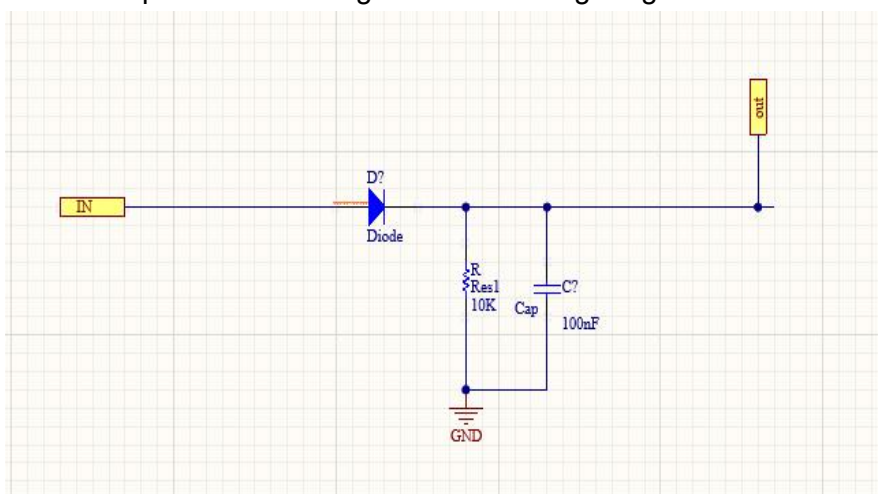 out
D?
IN
Diode
R
Res1
10K
C?
Cap
100nF
GND